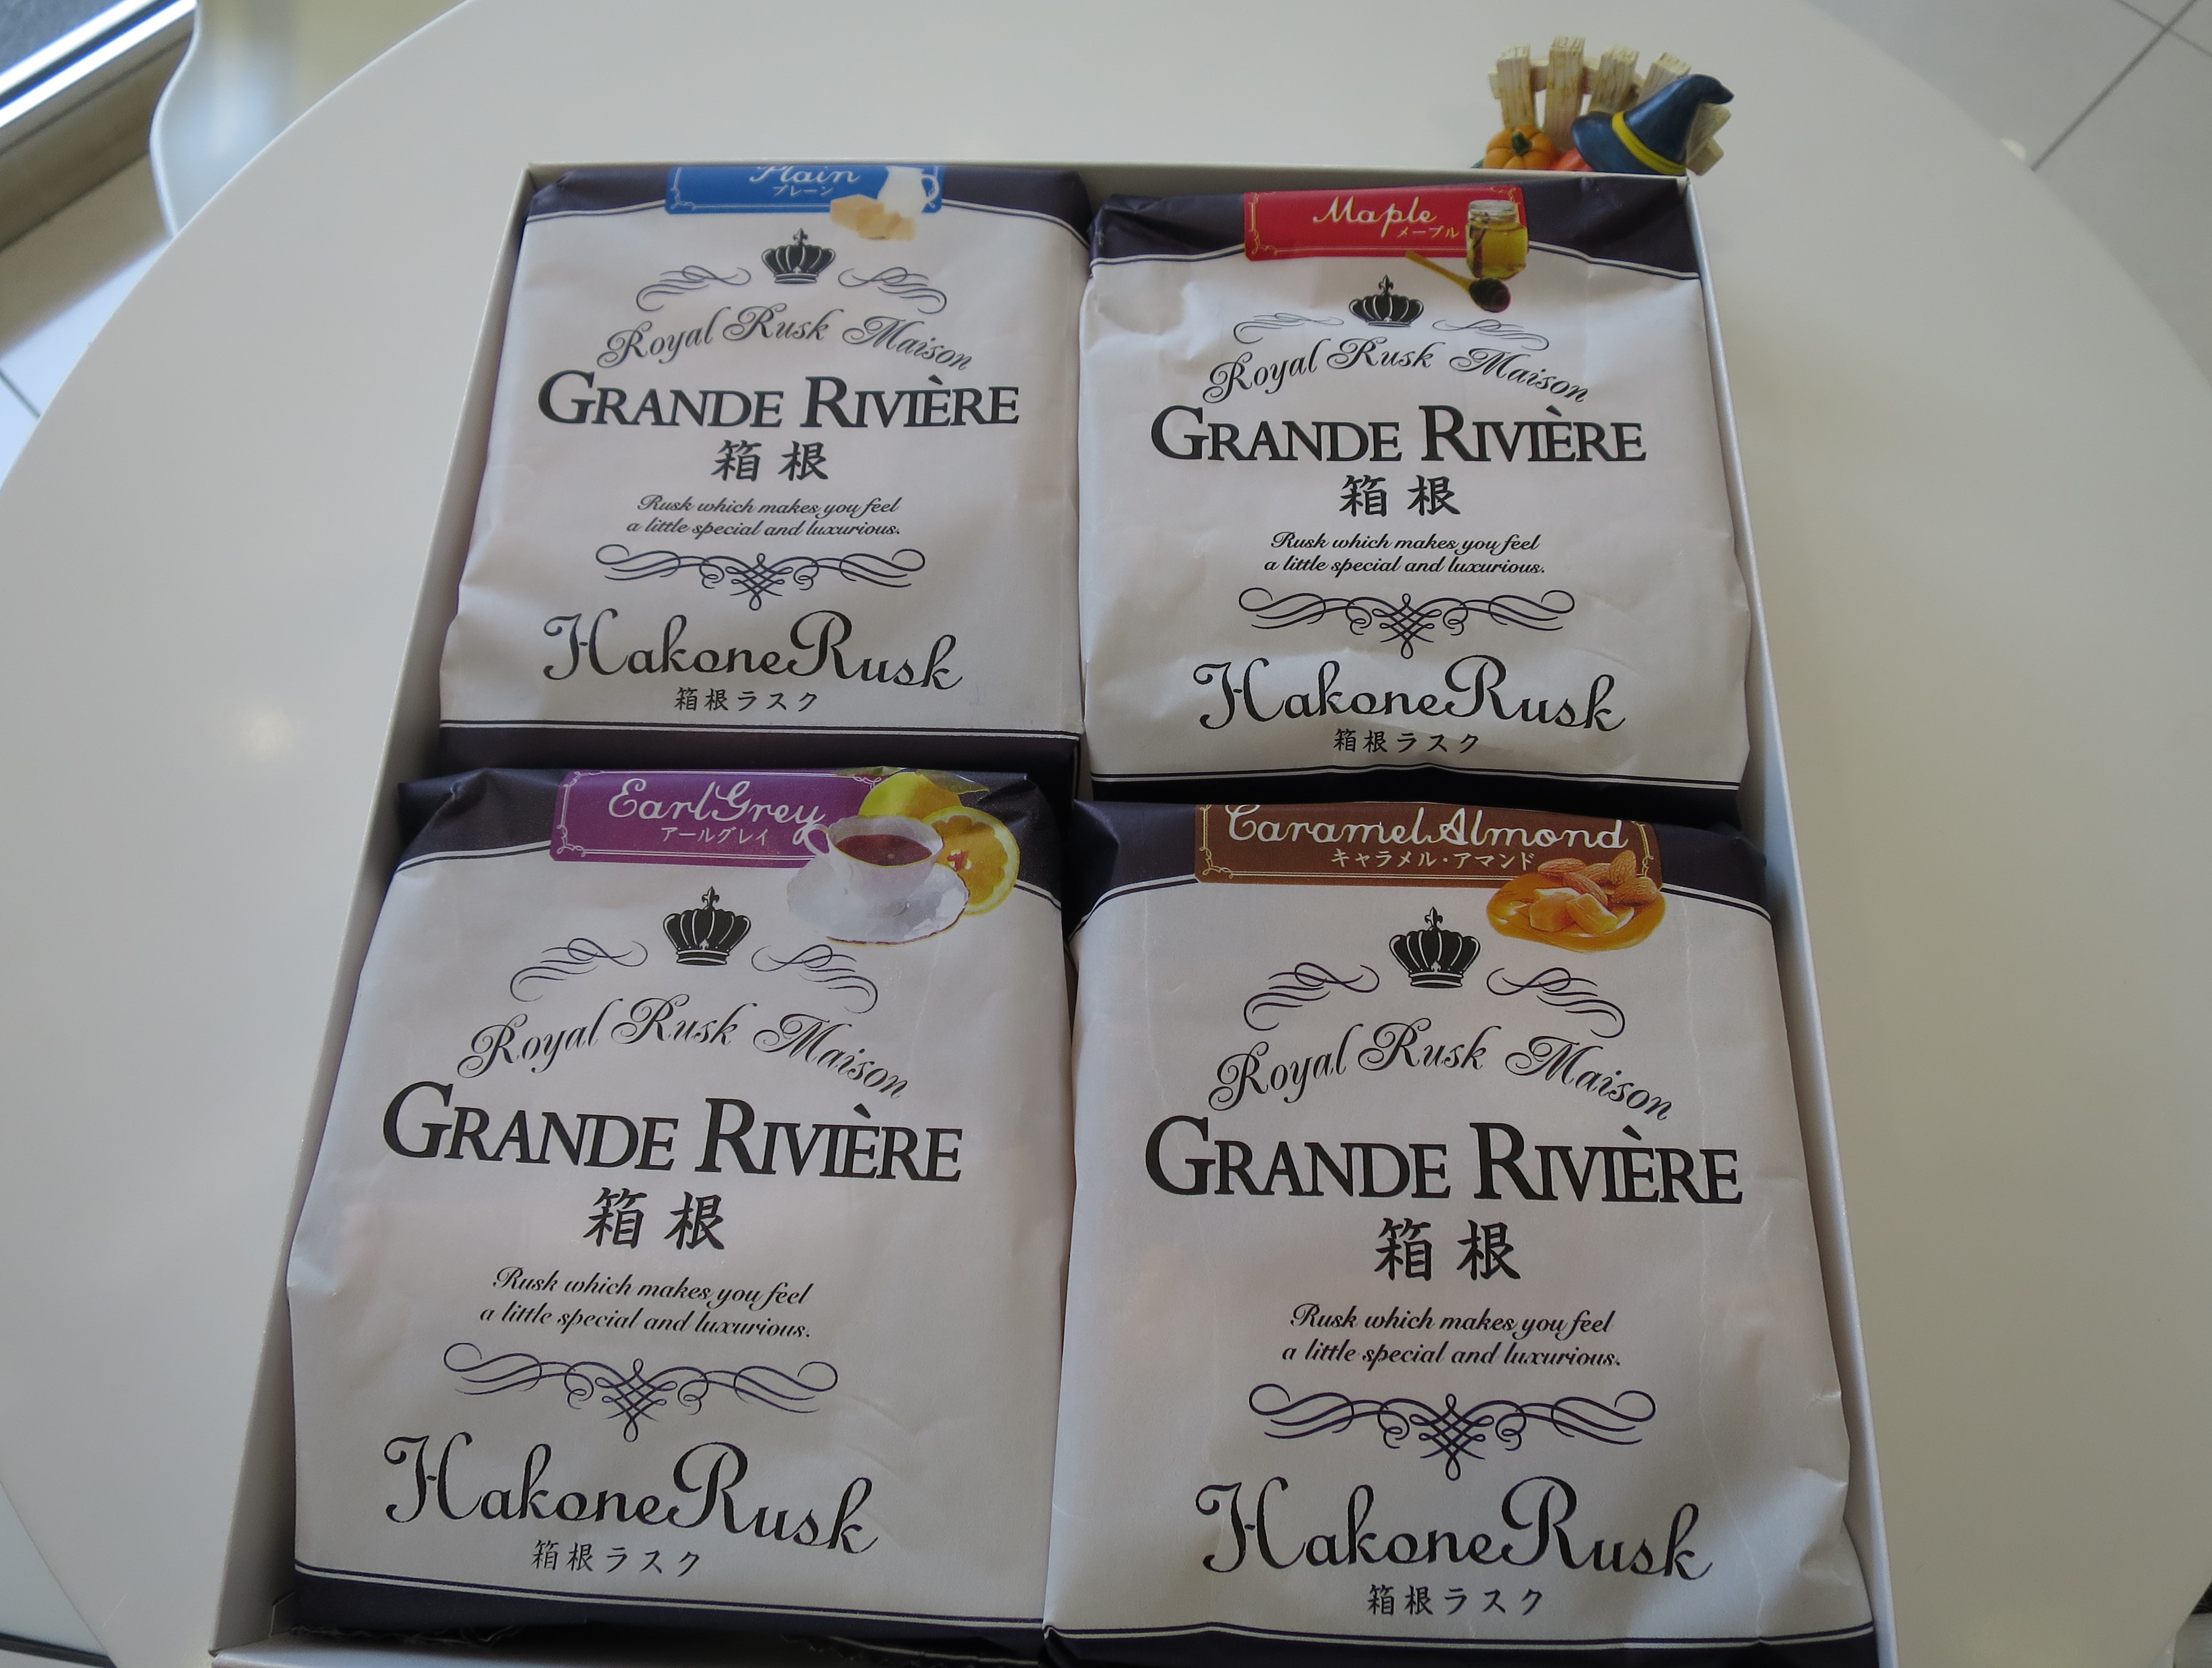 Plain
プレーン
Royal Rusk Maison
GRANDE RIVIÈRE
箱根
Rusk which makes you feel
a little special and luxurious.
HakoneRusk
箱根ラスク
Maple
メープル
Royal Rusk Maison
GRANDE RIVIÈRE
箱根
Rusk which makes you feel
a little special and luxurious.
HakoneRusk
箱根ラスク
EarlGrey
アールグレイ
Royal Rusk Maison
GRANDE RIVIÈRE
箱根
Rusk which makes you feel
a little special and luxurious.
HakoneRusk
箱根ラスク
CaramelAlmond
キャラメル・アマンド
Royal Rusk Maison
GRANDE RIVIÈRE
箱根
Rusk which makes you feel
a little special and luxurious.
HakoneRusk
箱根ラスク